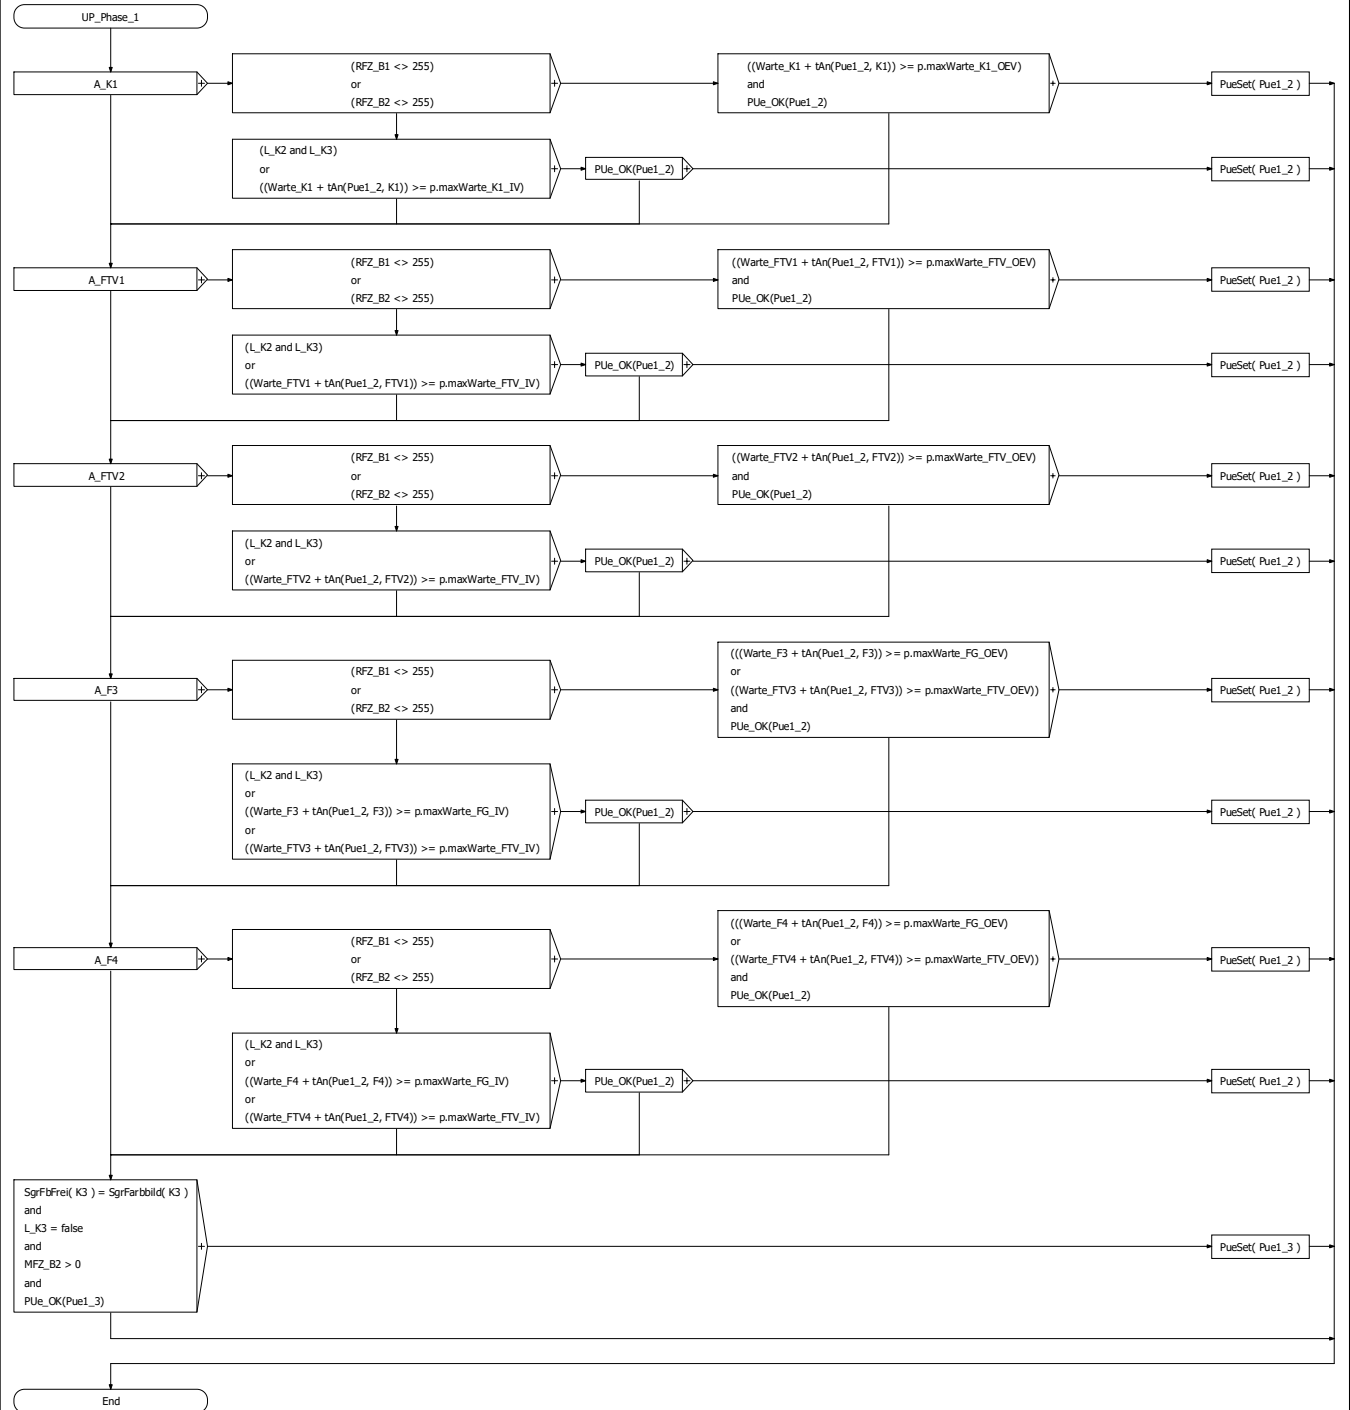 UP_Phase_1
A_K1
(RFZ_B1 <> 255)
or
(RFZ_B2 <> 255)
((Warte_K1 + tAn(Pue1_2, K1)) >= p.maxWarte_K1_OEV)
and
PUe_OK(Pue1_2)
PueSet( Pue1_2 )
(L_K2 and L_K3)
or
((Warte_K1 + tAn(Pue1_2, K1)) >= p.maxWarte_K1_IV)
PUe_OK(Pue1_2)
PueSet( Pue1_2 )
A_FTV1
(RFZ_B1 <> 255)
or
(RFZ_B2 <> 255)
((Warte_FTV1 + tAn(Pue1_2, FTV1)) >= p.maxWarte_FTV_OEV)
and
PUe_OK(Pue1_2)
PueSet( Pue1_2 )
(L_K2 and L_K3)
or
((Warte_FTV1 + tAn(Pue1_2, FTV1)) >= p.maxWarte_FTV_IV)
PUe_OK(Pue1_2)
PueSet( Pue1_2 )
A_FTV2
(RFZ_B1 <> 255)
or
(RFZ_B2 <> 255)
((Warte_FTV2 + tAn(Pue1_2, FTV2)) >= p.maxWarte_FTV_OEV)
and
PUe_OK(Pue1_2)
PueSet( Pue1_2 )
(L_K2 and L_K3)
or
((Warte_FTV2 + tAn(Pue1_2, FTV2)) >= p.maxWarte_FTV_IV)
PUe_OK(Pue1_2)
PueSet( Pue1_2 )
A_F3
(RFZ_B1 <> 255)
or
(RFZ_B2 <> 255)
(((Warte_F3 + tAn(Pue1_2, F3)) >= p.maxWarte_FG_OEV)
or
((Warte_FTV3 + tAn(Pue1_2, FTV3)) >= p.maxWarte_FTV_OEV))
and
PUe_OK(Pue1_2)
PueSet( Pue1_2 )
(L_K2 and L_K3)
or
((Warte_F3 + tAn(Pue1_2, F3)) >= p.maxWarte_FG_IV)
or
((Warte_FTV3 + tAn(Pue1_2, FTV3)) >= p.maxWarte_FTV_IV)
PUe_OK(Pue1_2)
PueSet( Pue1_2 )
A_F4
(RFZ_B1 <> 255)
or
(RFZ_B2 <> 255)
(((Warte_F4 + tAn(Pue1_2, F4)) >= p.maxWarte_FG_OEV)
or
((Warte_FTV4 + tAn(Pue1_2, FTV4)) >= p.maxWarte_FTV_OEV))
and
PUe_OK(Pue1_2)
PueSet( Pue1_2 )
(L_K2 and L_K3)
or
((Warte_F4 + tAn(Pue1_2, F4)) >= p.maxWarte_FG_IV)
or
((Warte_FTV4 + tAn(Pue1_2, FTV4)) >= p.maxWarte_FTV_IV)
PUe_OK(Pue1_2)
PueSet( Pue1_2 )
SgrFbFrei( K3 ) = SgrFarbbild( K3 )
and
L_K3 = false
and
MFZ_B2 > 0
and
PUe_OK(Pue1_3)
PueSet( Pue1_3 )
End